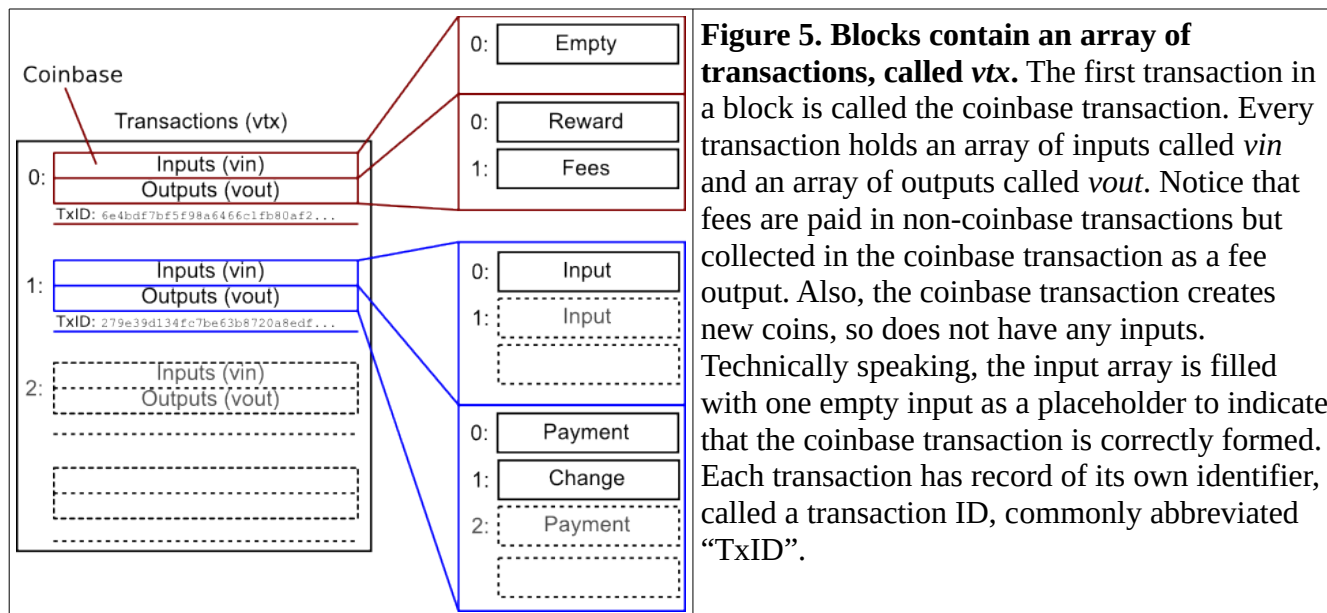 Coinbase
Transactions (vtx)
0:
Inputs (vin)
Outputs (vout)
TxID: 6e4bdf7bf5f98a6466c1fb80af2...
1:
Inputs (vin)
Outputs (vout)
TxID: 279e39d134fc7be63b8720a8edf...
2:
Inputs (vin)
Outputs (vout)
0: Empty
0: Reward
1: Fees
0: Input
1: Input
0: Payment
1: Change
2: Payment
Figure 5. Blocks contain an array of
transactions, called vtx. The first transaction in
a block is called the coinbase transaction. Every
transaction holds an array of inputs called vin
and an array of outputs called vout. Notice that
fees are paid in non-coinbase transactions but
collected in the coinbase transaction as a fee
output. Also, the coinbase transaction creates
new coins, so does not have any inputs.
Technically speaking, the input array is filled
with one empty input as a placeholder to indicate
that the coinbase transaction is correctly formed.
Each transaction has record of its own identifier,
called a transaction ID, commonly abbreviated
“TxID”.